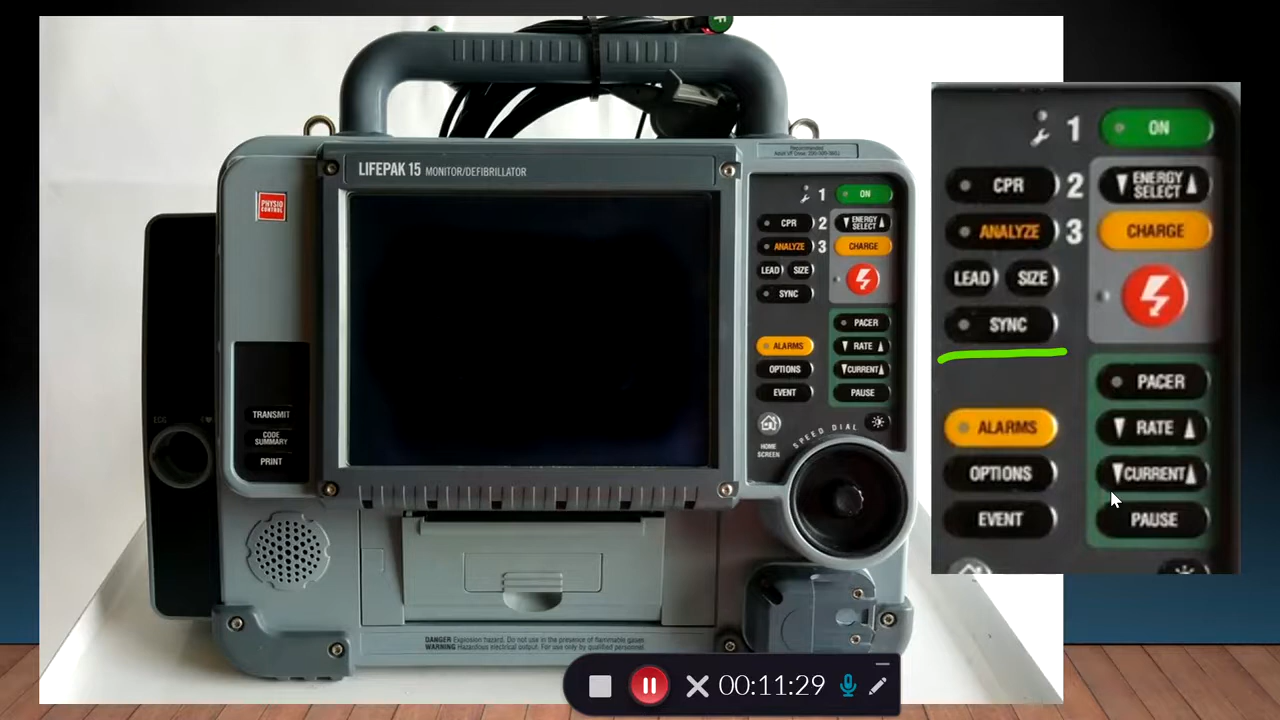 LIFEPAK 15 MONITOR/DEFIBRILLATOR
PHYSIO
CONTROL
1 ON
CPR 2 ENERGY
SELECT
ANALYZE 3 CHARGE
LEAD SIZE
SYNC
PACER
ALARMS RATE
OPTIONS CURRENT
EVENT PAUSE
HOME
SCREEN
SPEED DIAL
TRANSMIT
CODE
SUMMARY
PRINT
ECG
DANGER Explosion hazard. Do not use in the presence of flammable gases.
WARNING Hazardous electrical output. For use only by qualified personnel.
1 ON
CPR 2 ENERGY
SELECT
ANALYZE 3 CHARGE
LEAD SIZE
SYNC
PACER
ALARMS RATE
OPTIONS CURRENT
EVENT PAUSE
00:11:29